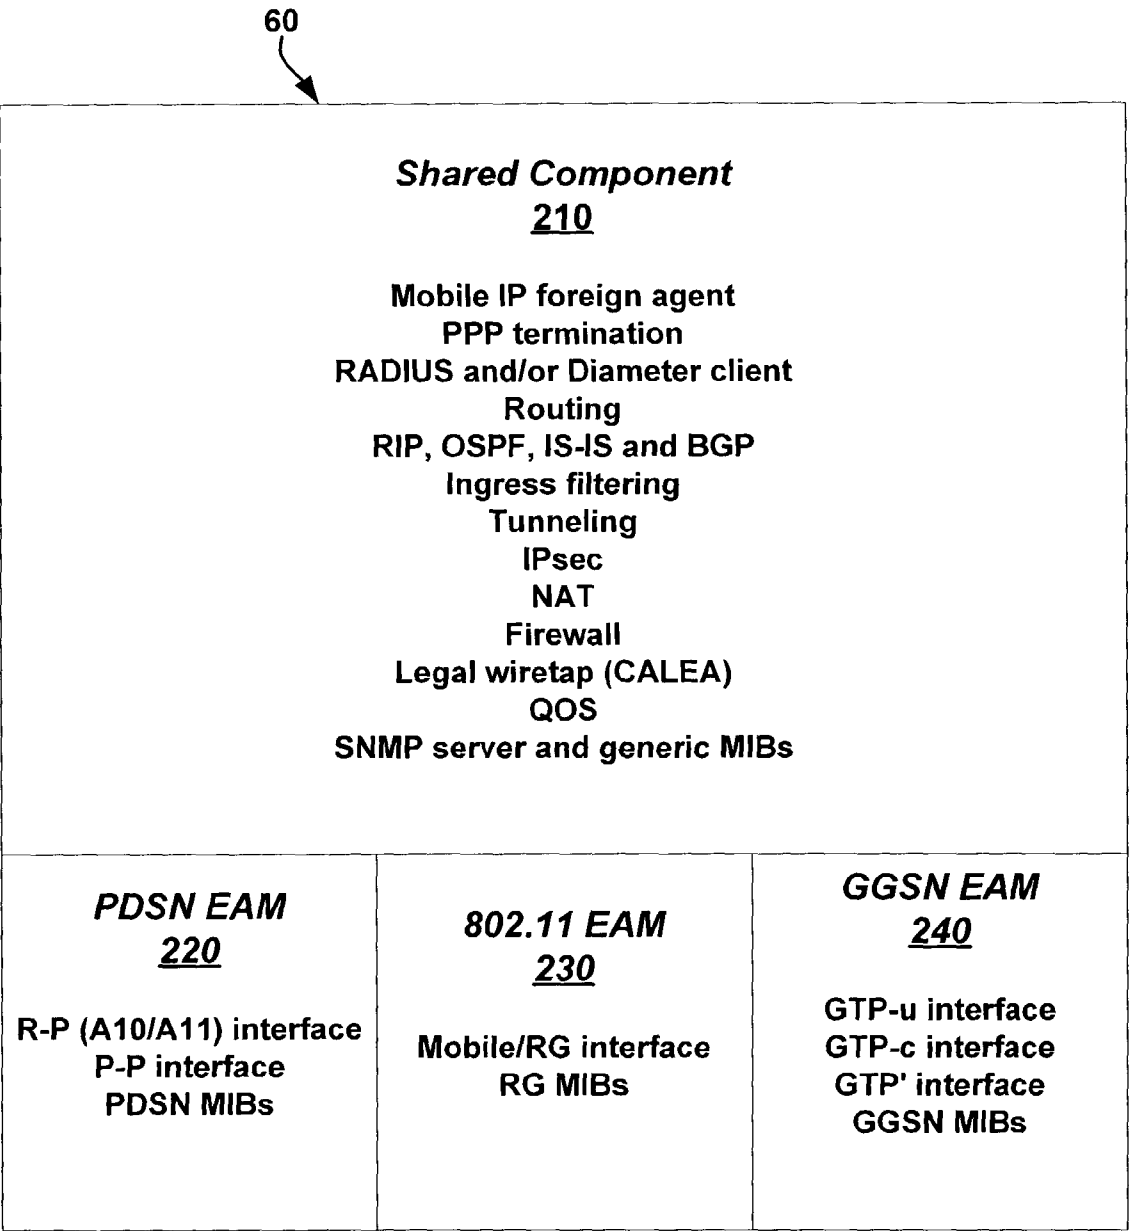 60
Shared Component
210
Mobile IP foreign agent
PPP termination
RADIUS and/or Diameter client
Routing
RIP, OSPF, IS-IS and BGP
Ingress filtering
Tunneling
IPsec
NAT
Firewall
Legal wiretap (CALEA)
QOS
SNMP server and generic MIBs
PDSN EAM
220
R-P (A10/A11) interface
P-P interface
PDSN MIBs
802.11 EAM
230
Mobile/RG interface
RG MIBs
GGSN EAM
240
GTP-u interface
GTP-c interface
GTP' interface
GGSN MIBs